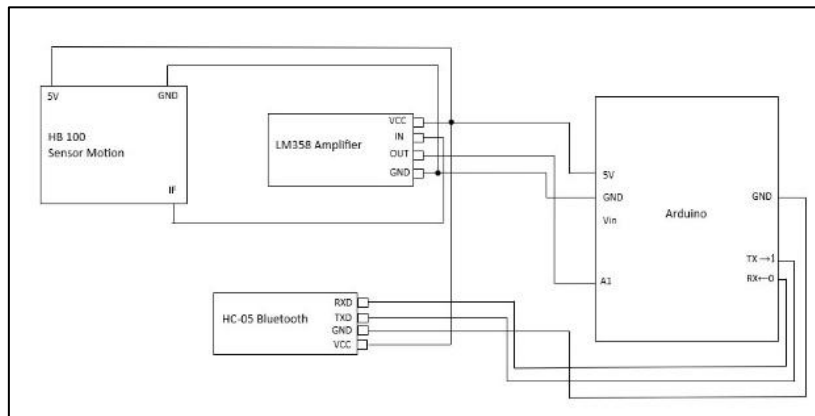 5V
GND
HB 100
Sensor Motion
IF
LM358 Amplifier
VCC
IN
OUT
GND
5V
GND
Vin
A1
Arduino
GND
TX→1
RX←0
HC-05 Bluetooth
RXD
TXD
GND
VCC